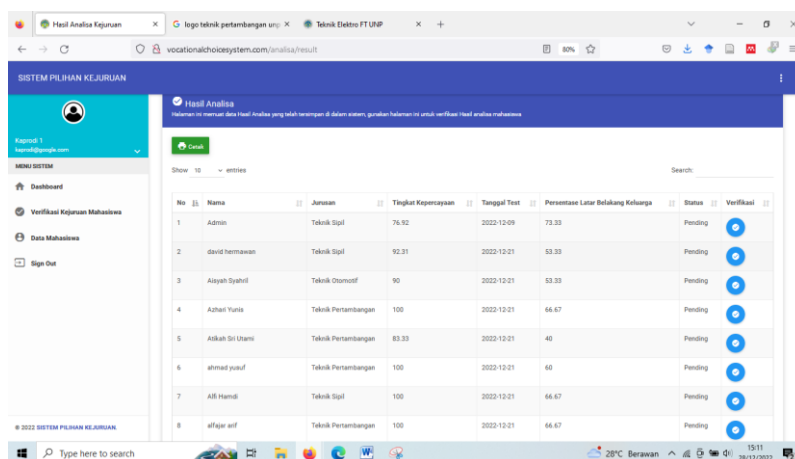 Hasil Analisa Kejuruan
logo teknik pertambangan unp
Teknik Elektro FT UNP
vocationalchoicesystem.com/analisa/result
80%
SISTEM PILIHAN KEJURUAN
Kaprodi 1
kaprodi@google.com
MENU SISTEM
Dashboard
Verifikasi Kejuruan Mahasiswa
Data Mahasiswa
Sign Out
© 2022 SISTEM PILIHAN KEJURUAN.
Hasil Analisa
Halaman ini memuat data Hasil Analisa yang telah tersimpan di dalam sistem, gunakan halaman ini untuk verifikasi Hasil analisa mahasiswa
Cetak
Show 10 entries
Search:
No Nama Jurusan Tingkat Kepercayaan Tanggal Test Persentase Latar Belakang Keluarga Status Verifikasi
1 Admin Teknik Sipil 76.92 2022-12-09 73.33 Pending
2 david hermawan Teknik Sipil 92.31 2022-12-21 53.33 Pending
3 Aisyah Syahril Teknik Otomotif 90 2022-12-21 53.33 Pending
4 Azhari Yunis Teknik Pertambangan 100 2022-12-21 66.67 Pending
5 Atikah Sri Utami Teknik Pertambangan 83.33 2022-12-21 40 Pending
6 ahmad yusuf Teknik Pertambangan 100 2022-12-21 60 Pending
7 Alfi Hamdi Teknik Sipil 100 2022-12-21 66.67 Pending
8 alfajar arif Teknik Pertambangan 100 2022-12-21 66.67 Pending
Type here to search
28°C Berawan
15:11